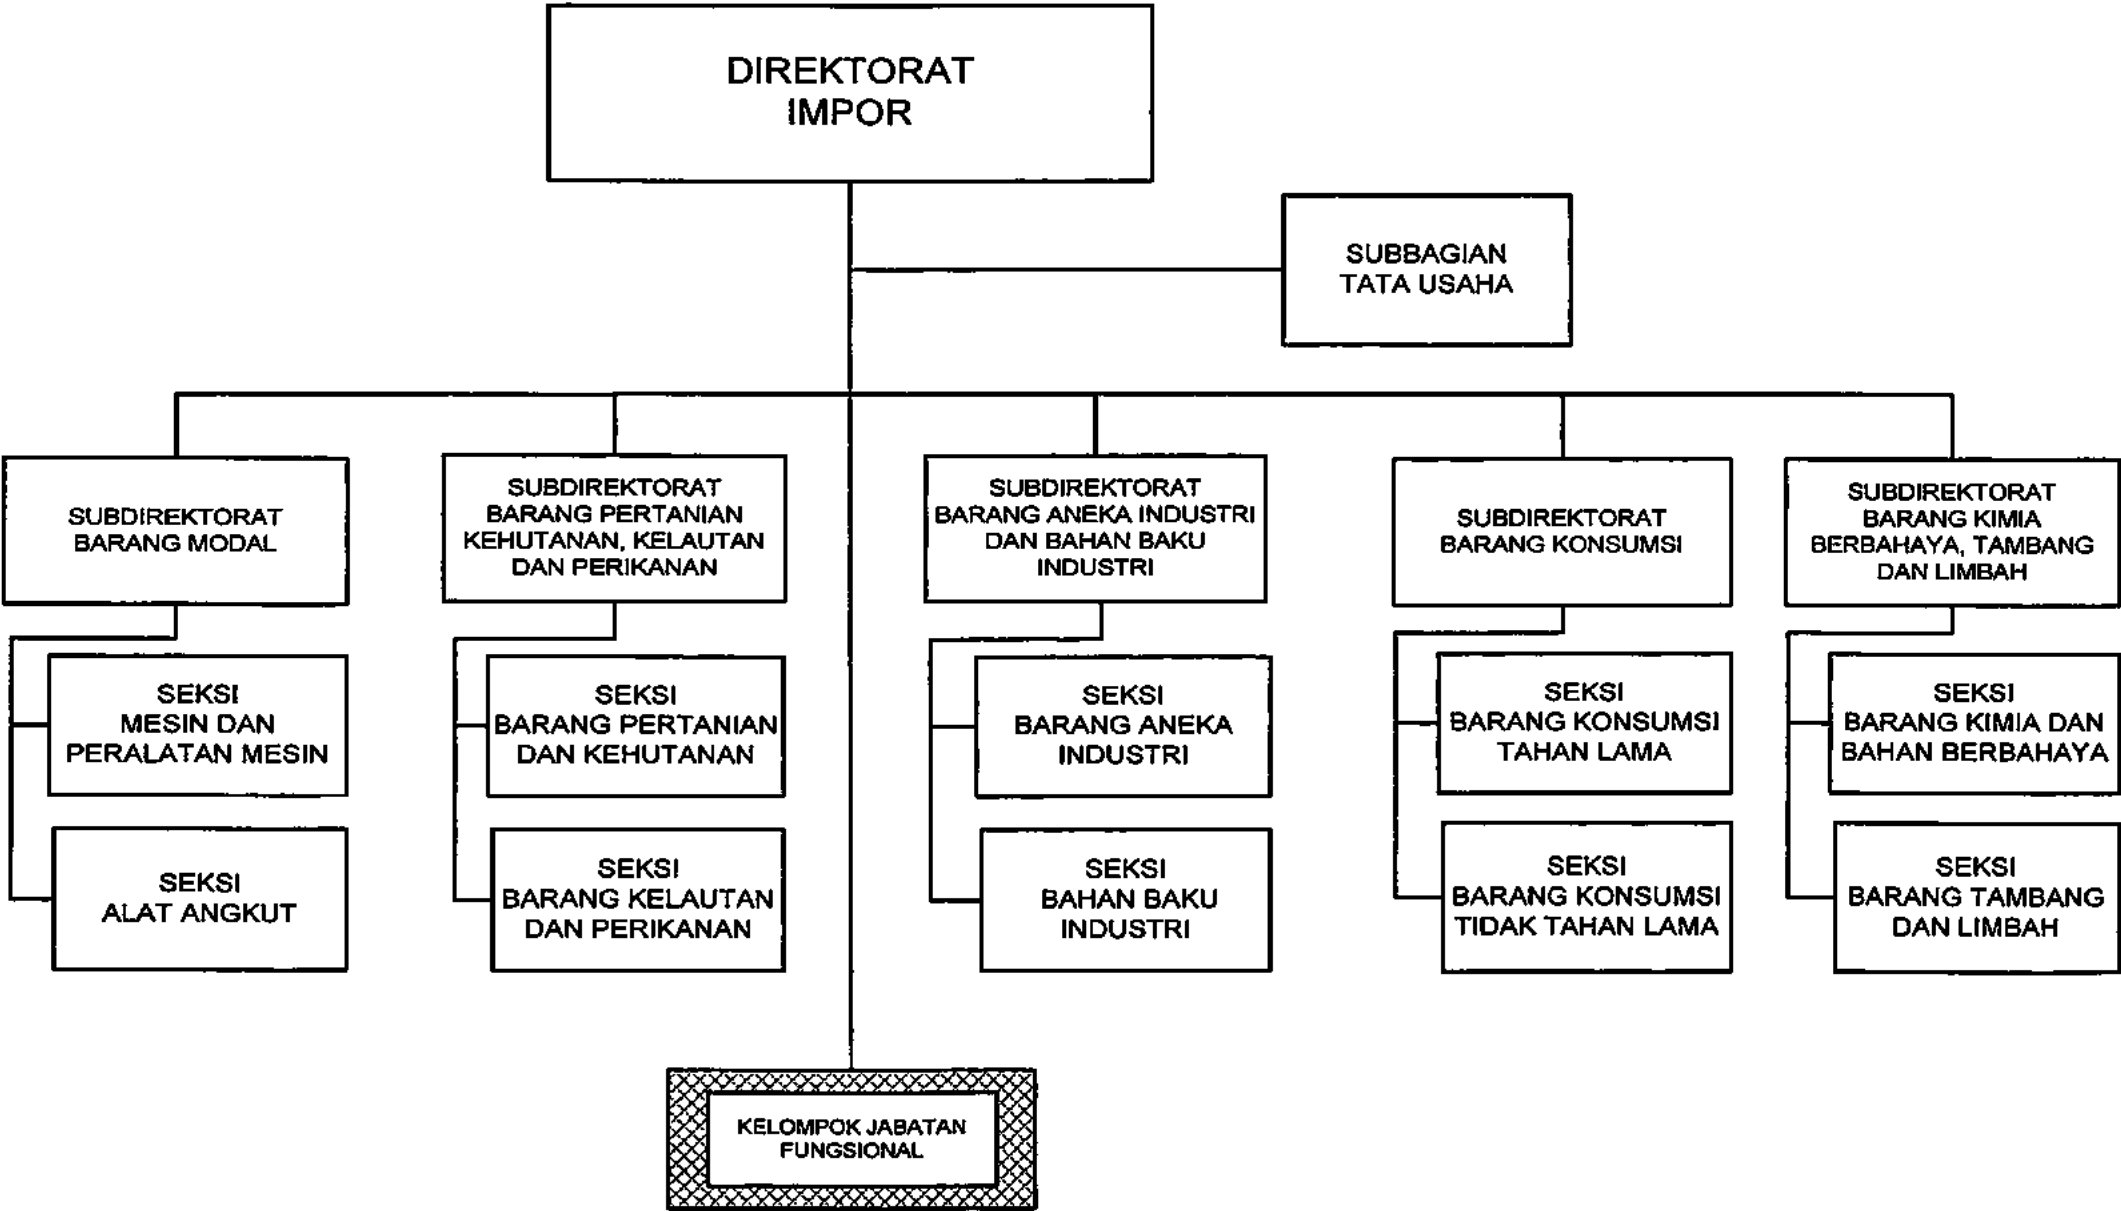 DIREKTORAT
IMPOR
SUBBAGIAN
TATA USAHA
SUBDIREKTORAT
BARANG MODAL
SUBDIREKTORAT
BARANG PERTANIAN
KEHUTANAN, KELAUTAN
DAN PERIKANAN
SUBDIREKTORAT
BARANG ANEKA INDUSTRI
DAN BAHAN BAKU
INDUSTRI
SUBDIREKTORAT
BARANG KONSUMSI
SUBDIREKTORAT
BARANG KIMIA
BERBAHAYA, TAMBANG
DAN LIMBAH
SEKSI
MESIN DAN
PERALATAN MESIN
SEKSI
BARANG PERTANIAN
DAN KEHUTANAN
SEKSI
BARANG ANEKA
INDUSTRI
SEKSI
BARANG KONSUMSI
TAHAN LAMA
SEKSI
BARANG KIMIA DAN
BAHAN BERBAHAYA
SEKSI
ALAT ANGKUT
SEKSI
BARANG KELAUTAN
DAN PERIKANAN
SEKSI
BAHAN BAKU
INDUSTRI
SEKSI
BARANG KONSUMSI
TIDAK TAHAN LAMA
SEKSI
BARANG TAMBANG
DAN LIMBAH
KELOMPOK JABATAN
FUNGSIONAL